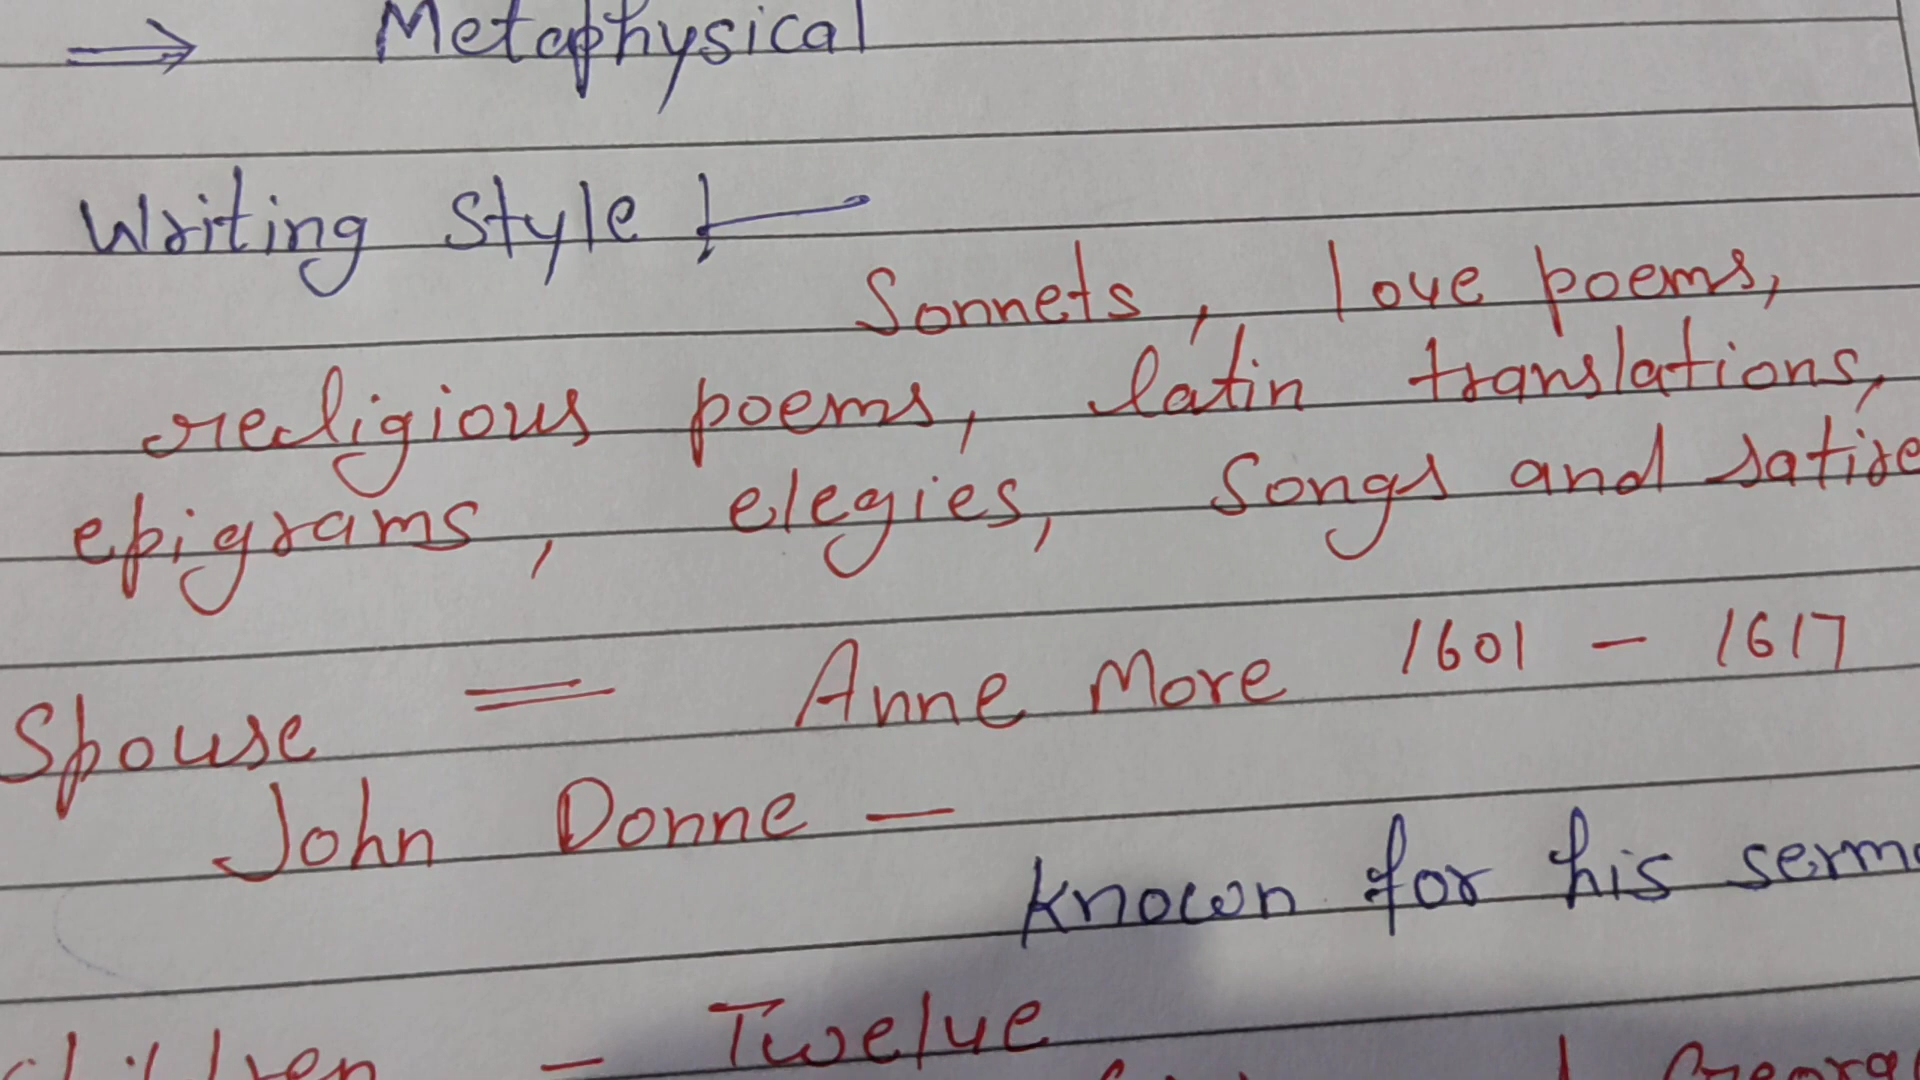 ⇒ Metaphysical
Writing Style :—
Sonnets, love poems,
religious poems, latin translations,
epigrams, elegies, Songs and satire
Spouse = Anne More 1601 - 1617
John Donne —
known for his serm
children - Twelve